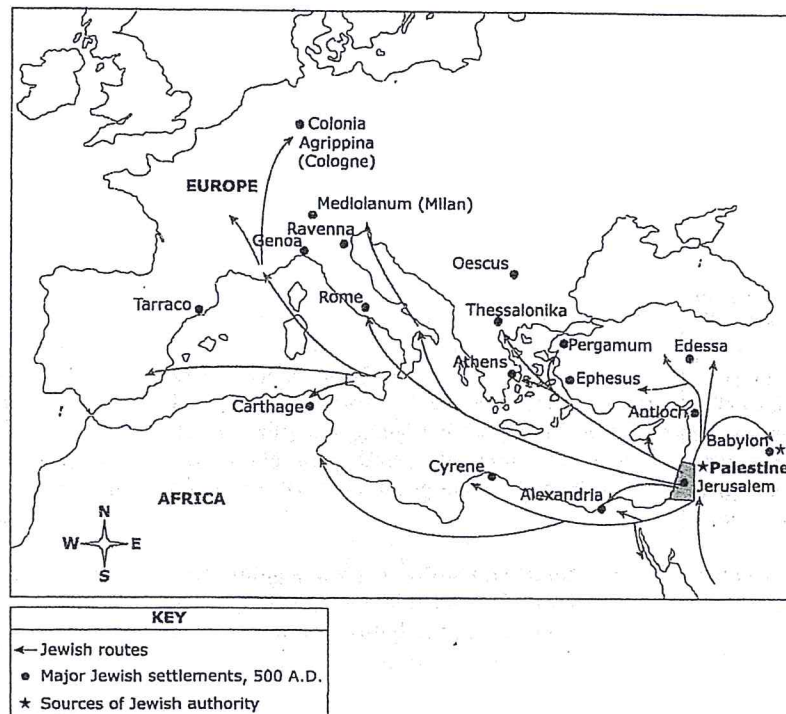 Colonia
Agrippina
(Cologne)
EUROPE
Mediolanum (Milan)
Ravenna
Genoa
Oescus
Tarraco
Rome
Thessalonika
Pergamum
Edessa
Athens
Ephesus
Carthage
Antioch
Babylon
★
★Palestine
Cyrene
Jerusalem
Alexandria
AFRICA
N
W E
S
KEY
Jewish routes
Major Jewish settlements, 500 A.D.
★ Sources of Jewish authority